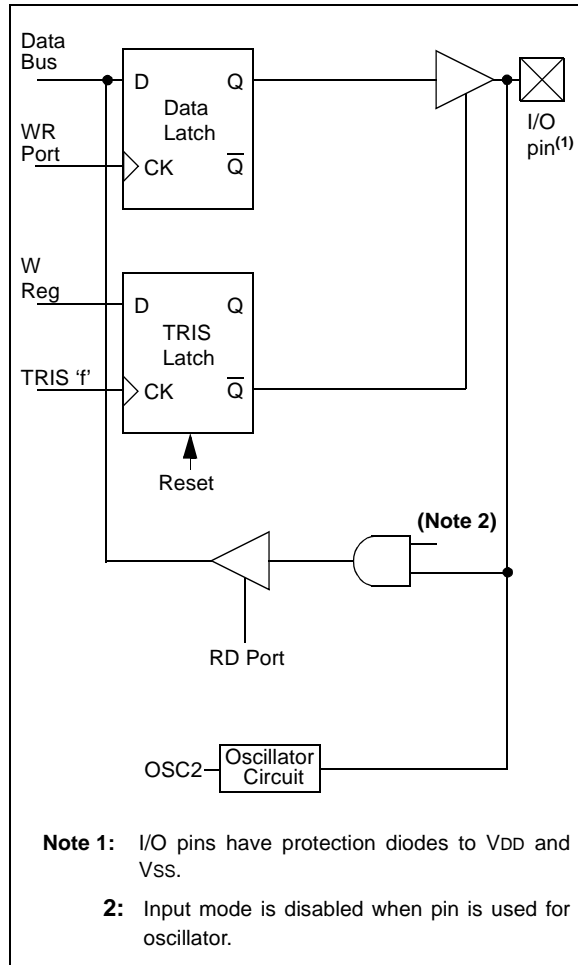 Data
Bus
D Q
Data
Latch
WR
Port
CK Q
I/O
pin(1)
W
Reg
D Q
TRIS
Latch
TRIS ‘f’
CK Q
Reset
(Note 2)
RD Port
OSC2
Oscillator
Circuit
Note 1: I/O pins have protection diodes to VDD and
VSS.
2: Input mode is disabled when pin is used for
oscillator.